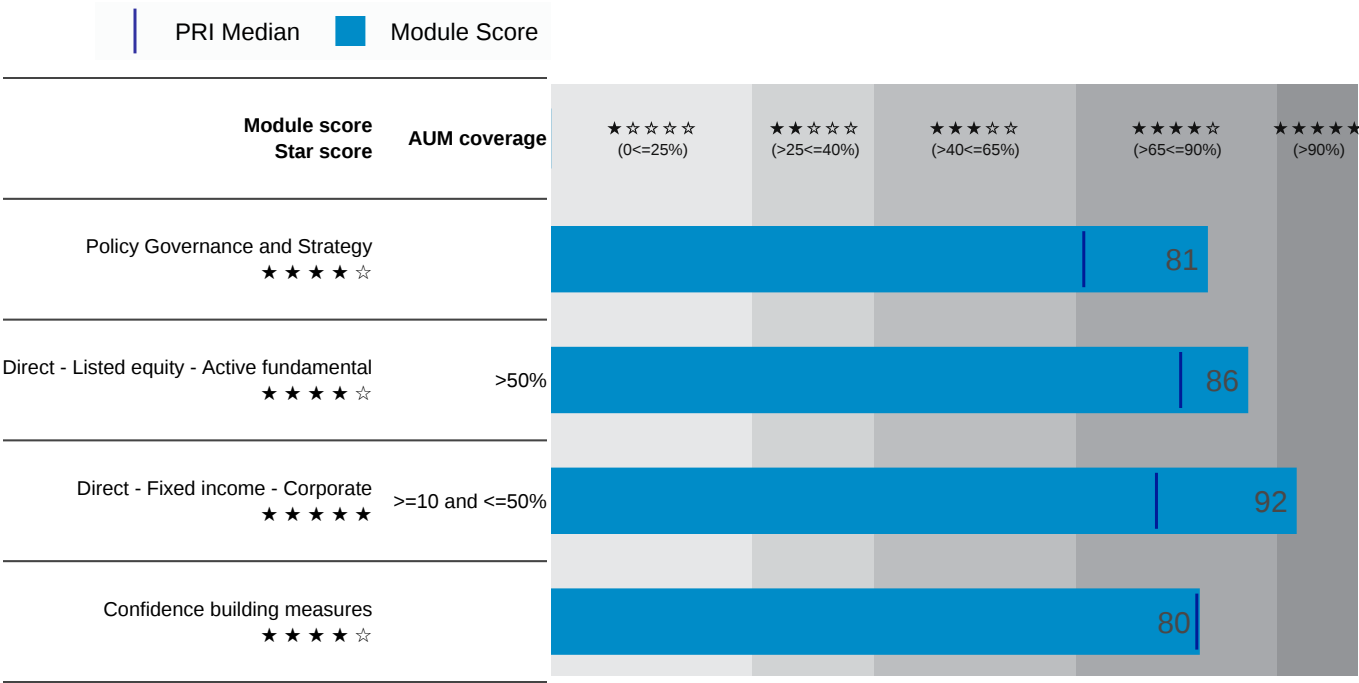 PRI Median Module Score
Module score
Star score
AUM coverage
★☆☆☆☆
(0<=25%)
★★☆☆☆
(>25<=40%)
★★★☆☆
(>40<=65%)
★★★★☆
(>65<=90%)
★★★★★
(>90%)
Policy Governance and Strategy
★★★★☆
81
Direct - Listed equity - Active fundamental
★★★★☆
>50%
86
Direct - Fixed income - Corporate
★★★★★
>=10 and <=50%
92
Confidence building measures
★★★★☆
80